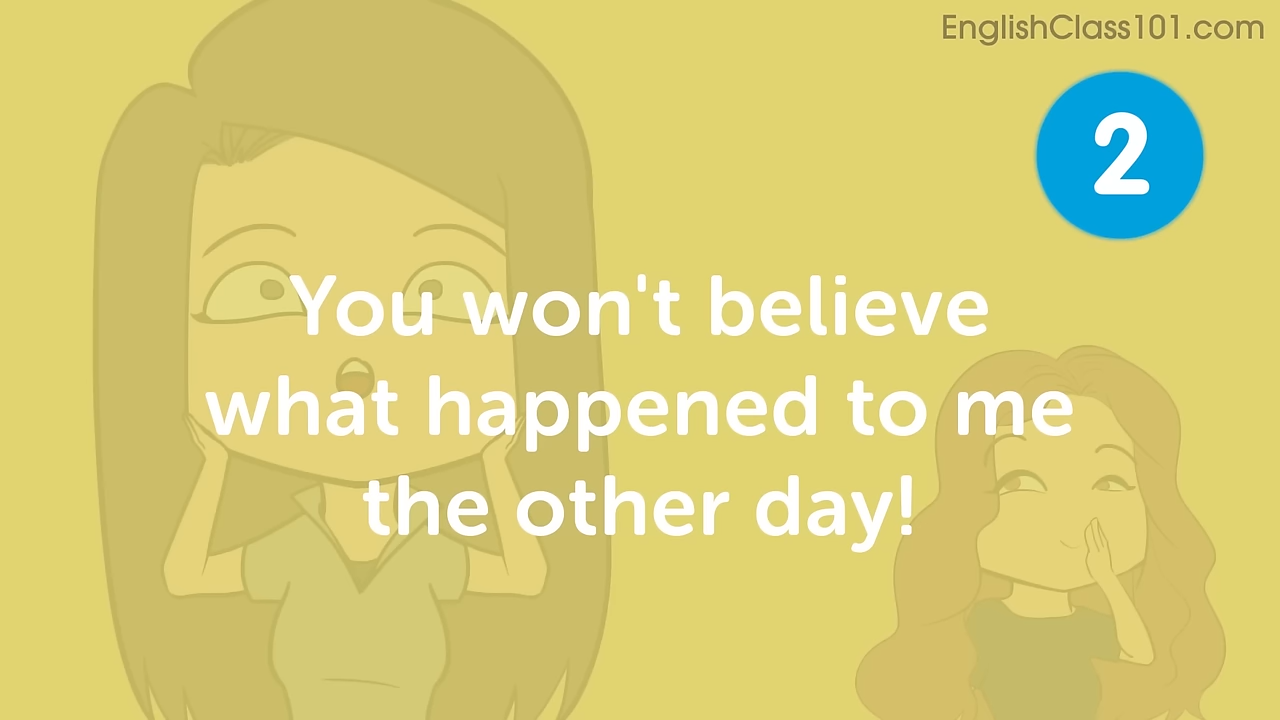 EnglishClass101.com
2
You won't believe
what happened to me
the other day!